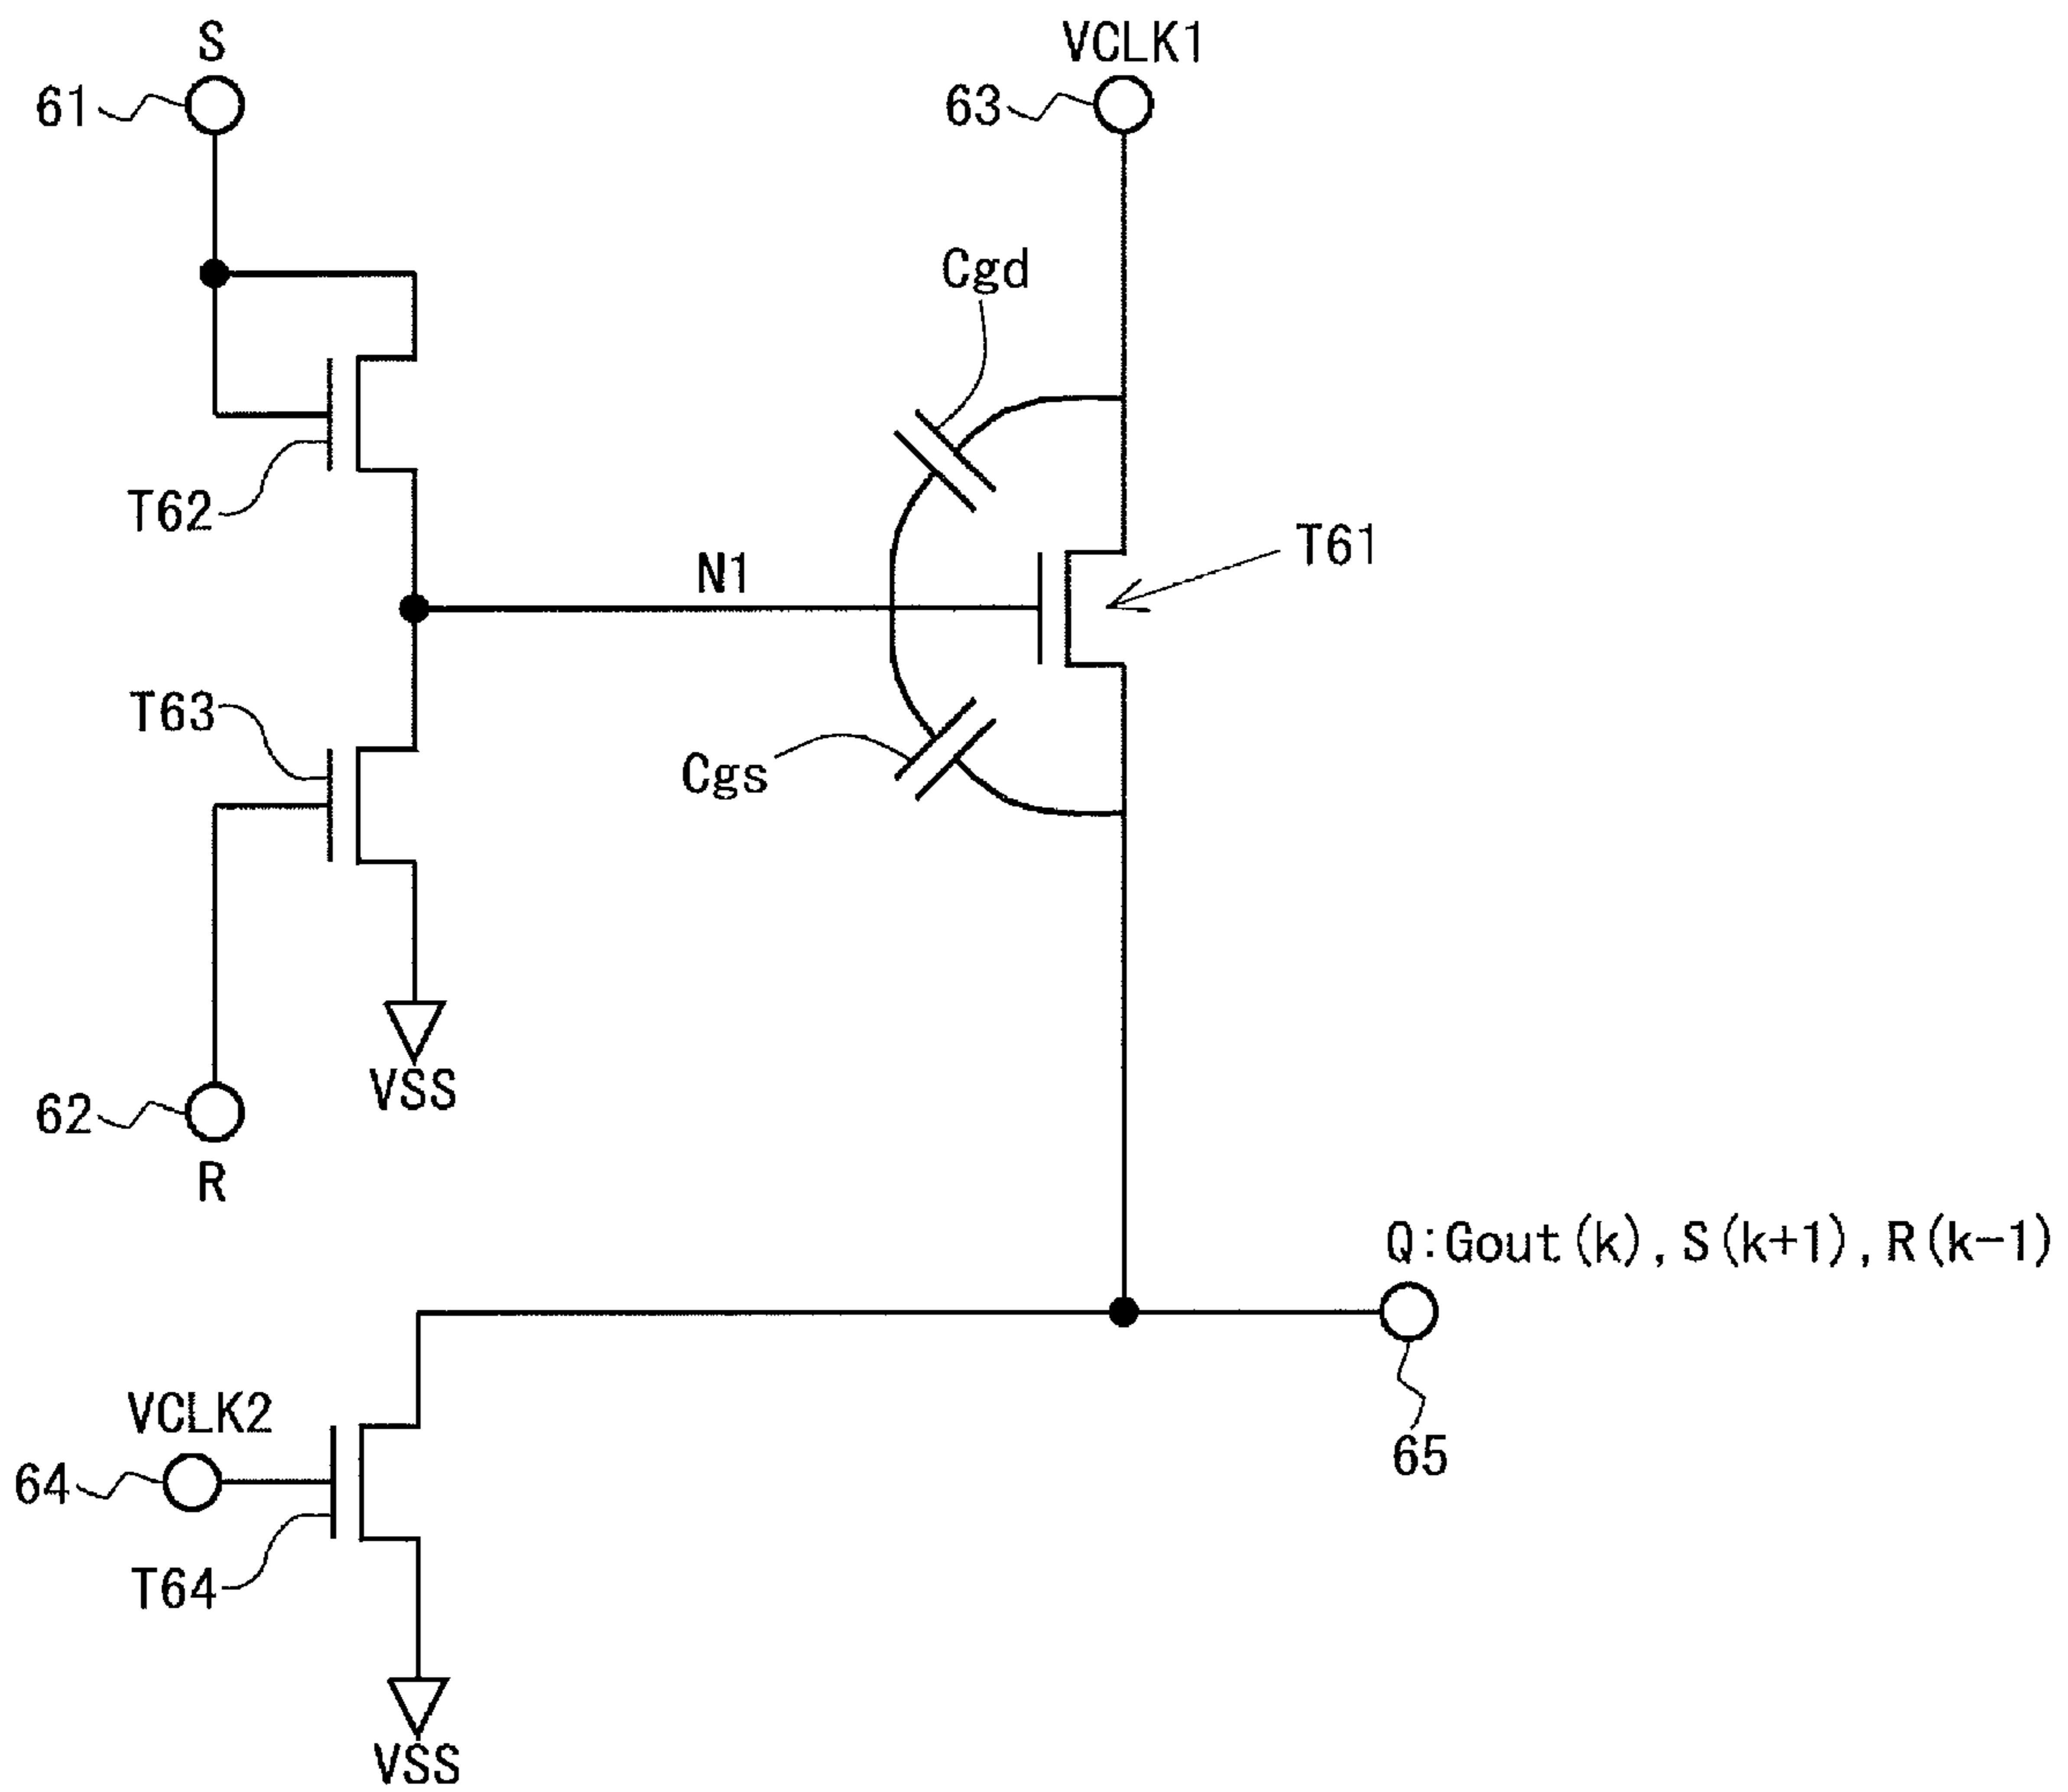 S
61
VCLK1
63
Cgd
T62
N1
T61
T63
Cgs
VSS
62
R
Q:Gout(k),S(k+1),R(k-1)
VCLK2
64
65
T64
VSS